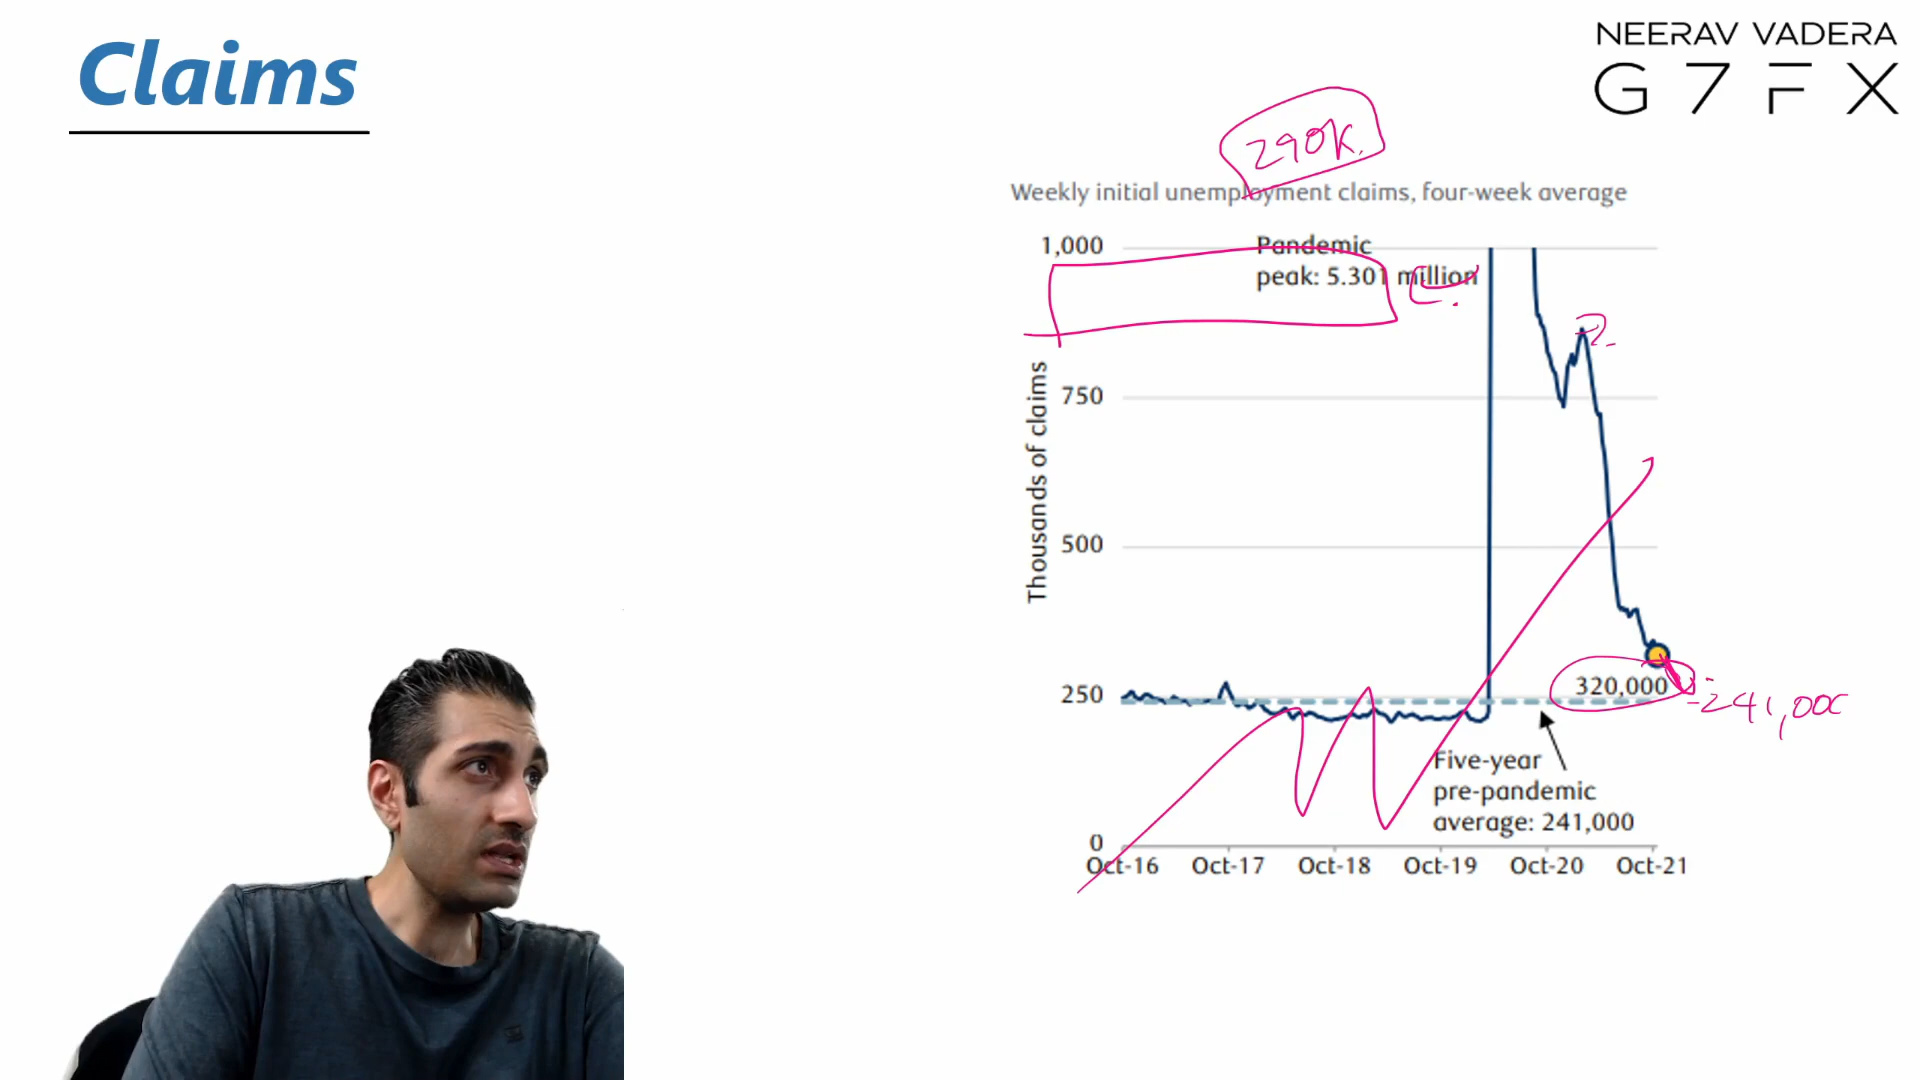 Claims
NEERAV VADERA
G7FX
290K.
Weekly initial unemployment claims, four-week average
1,000
Pandemic
peak: 5.301 million
750
Thousands of claims
500
250
320,000
241,000
Five-year
pre-pandemic
average: 241,000
0
Oct-16 Oct-17 Oct-18 Oct-19 Oct-20 Oct-21